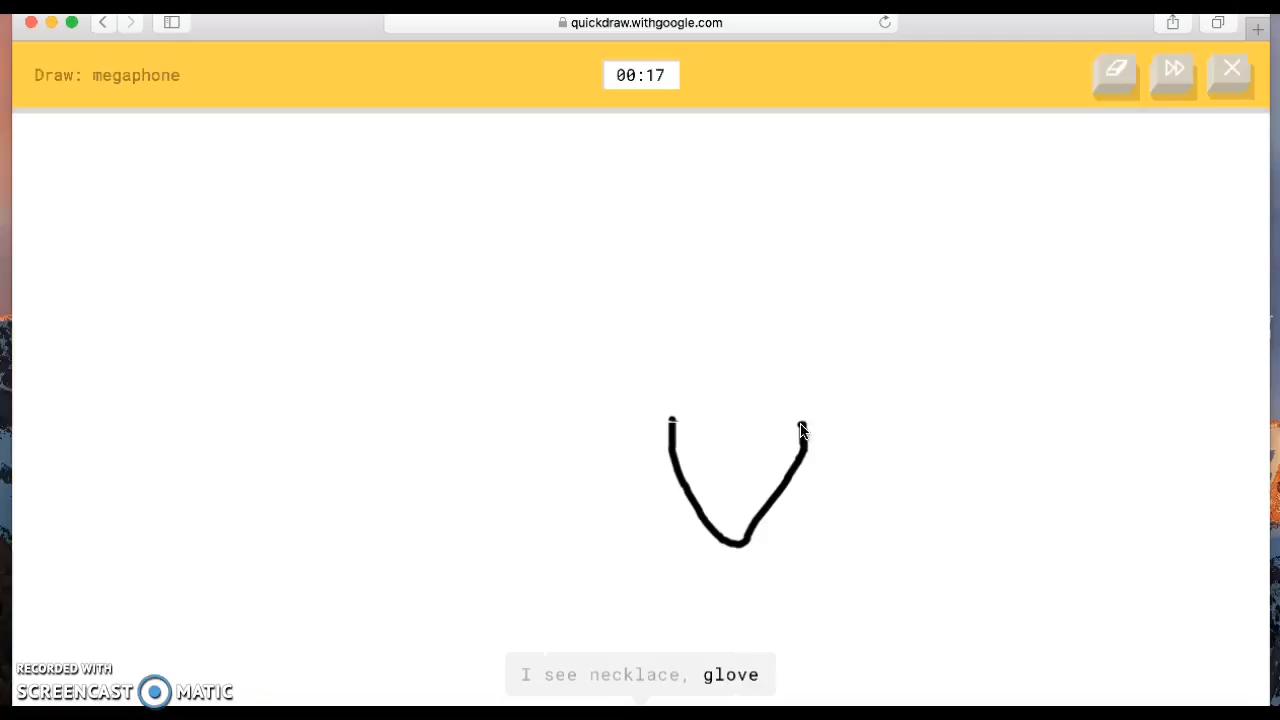 quickdraw.withgoogle.com
Draw: megaphone
00:17
I see necklace, glove
RECORDED WITH
SCREENCAST MATIC